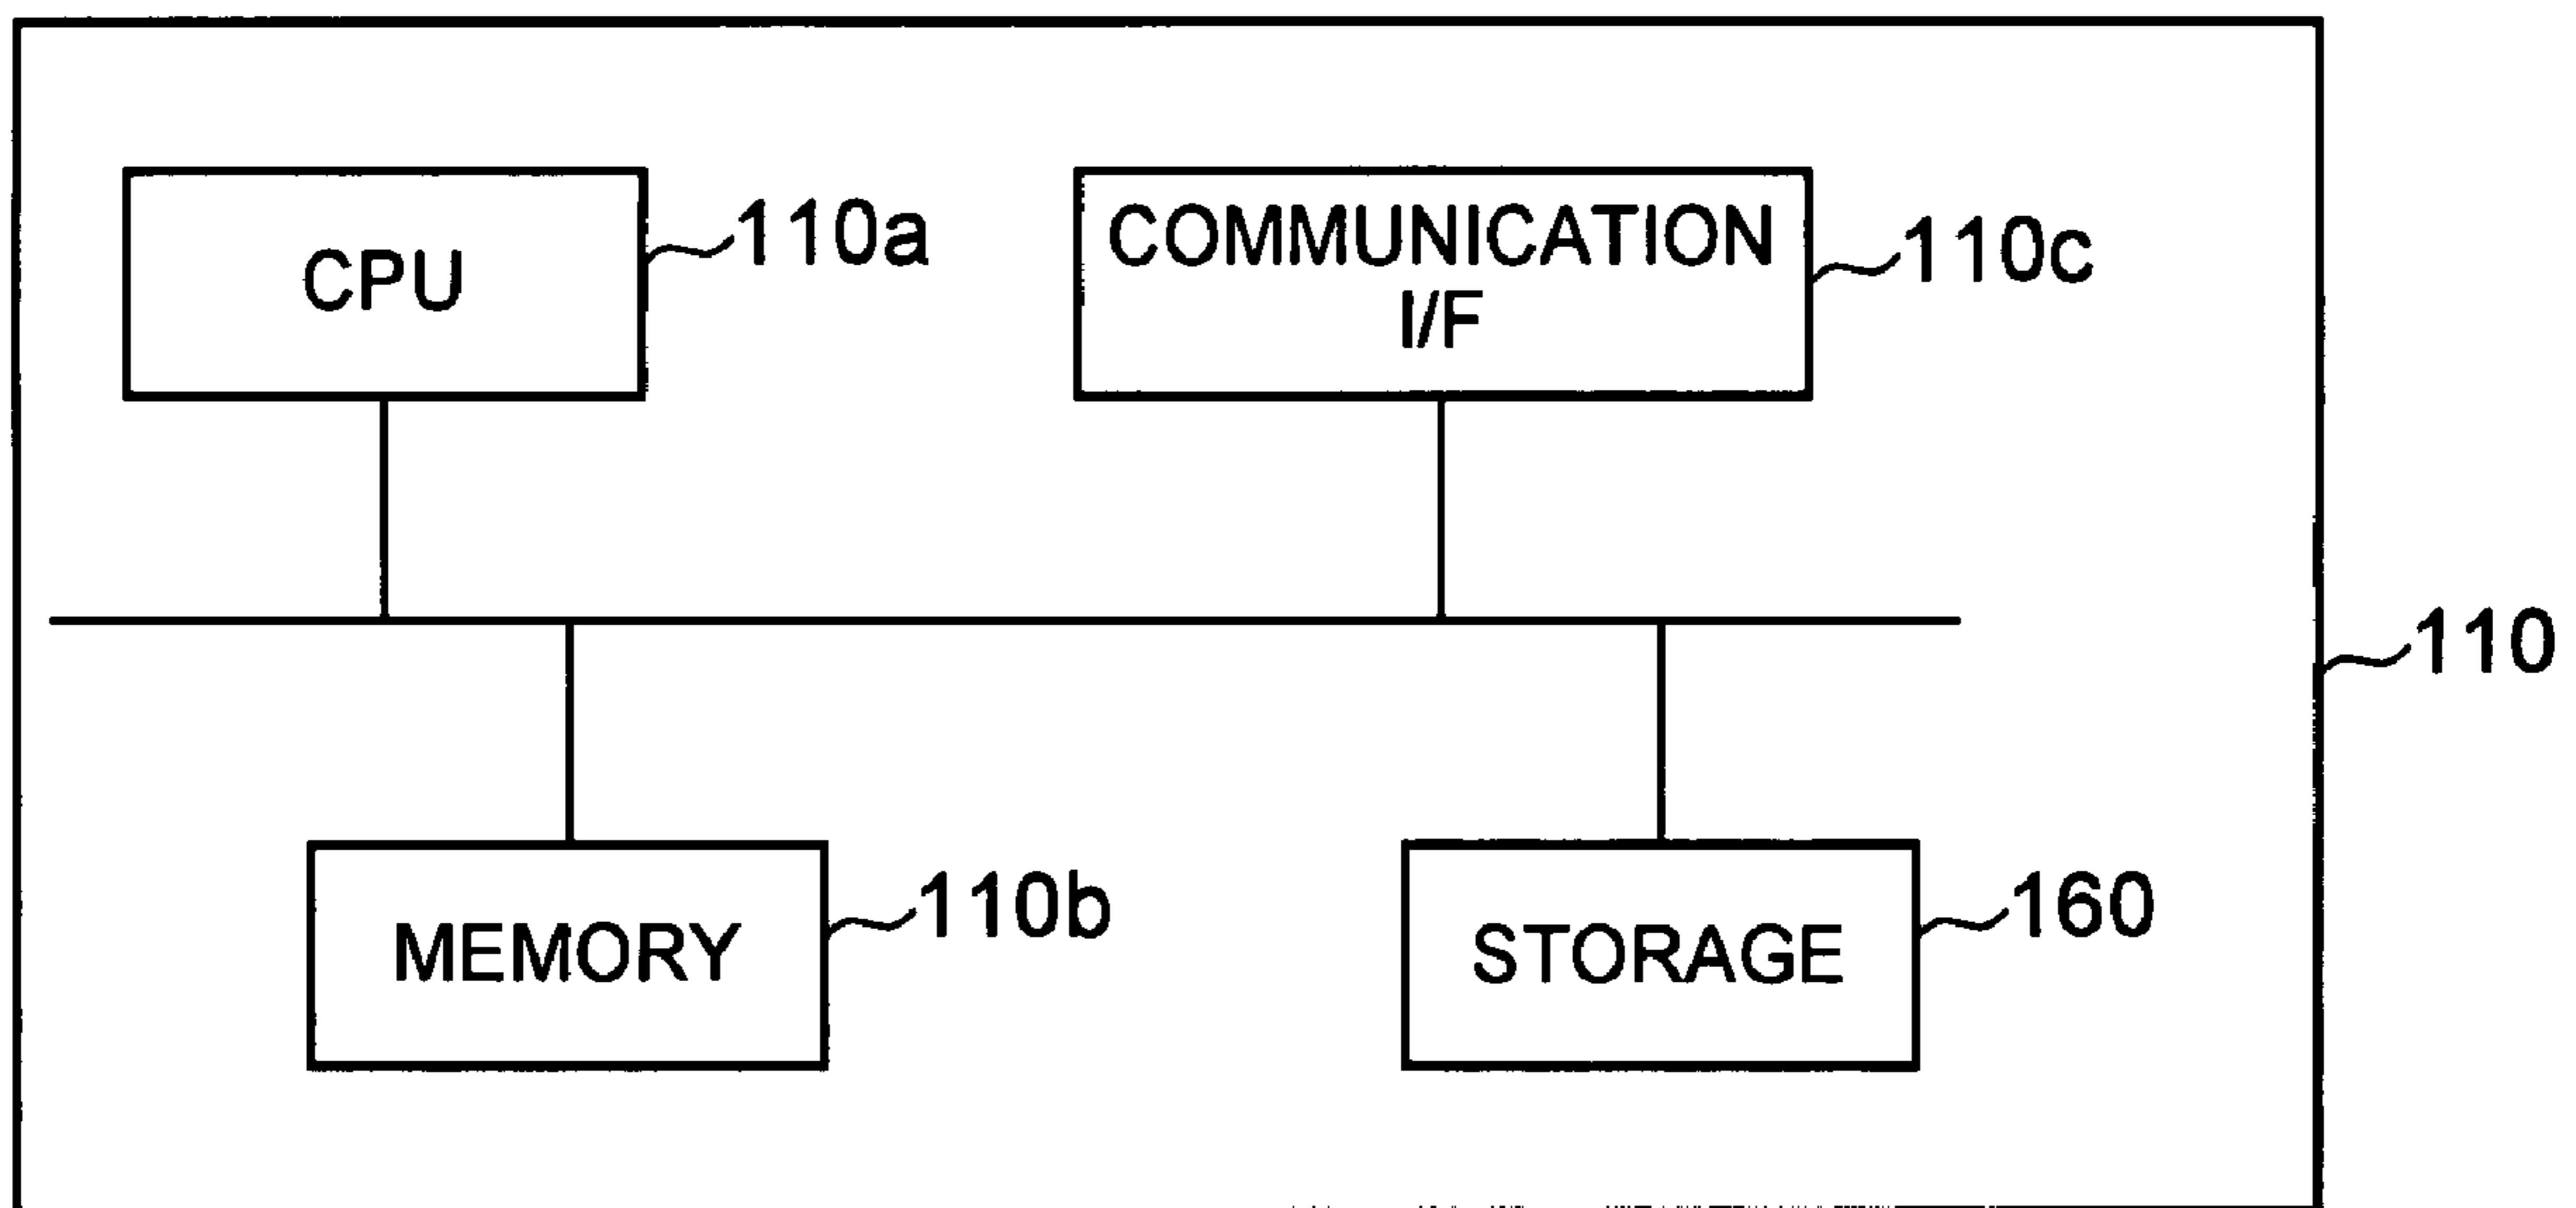 CPU
110a
COMMUNICATION
I/F
110c
110
MEMORY
110b
STORAGE
160